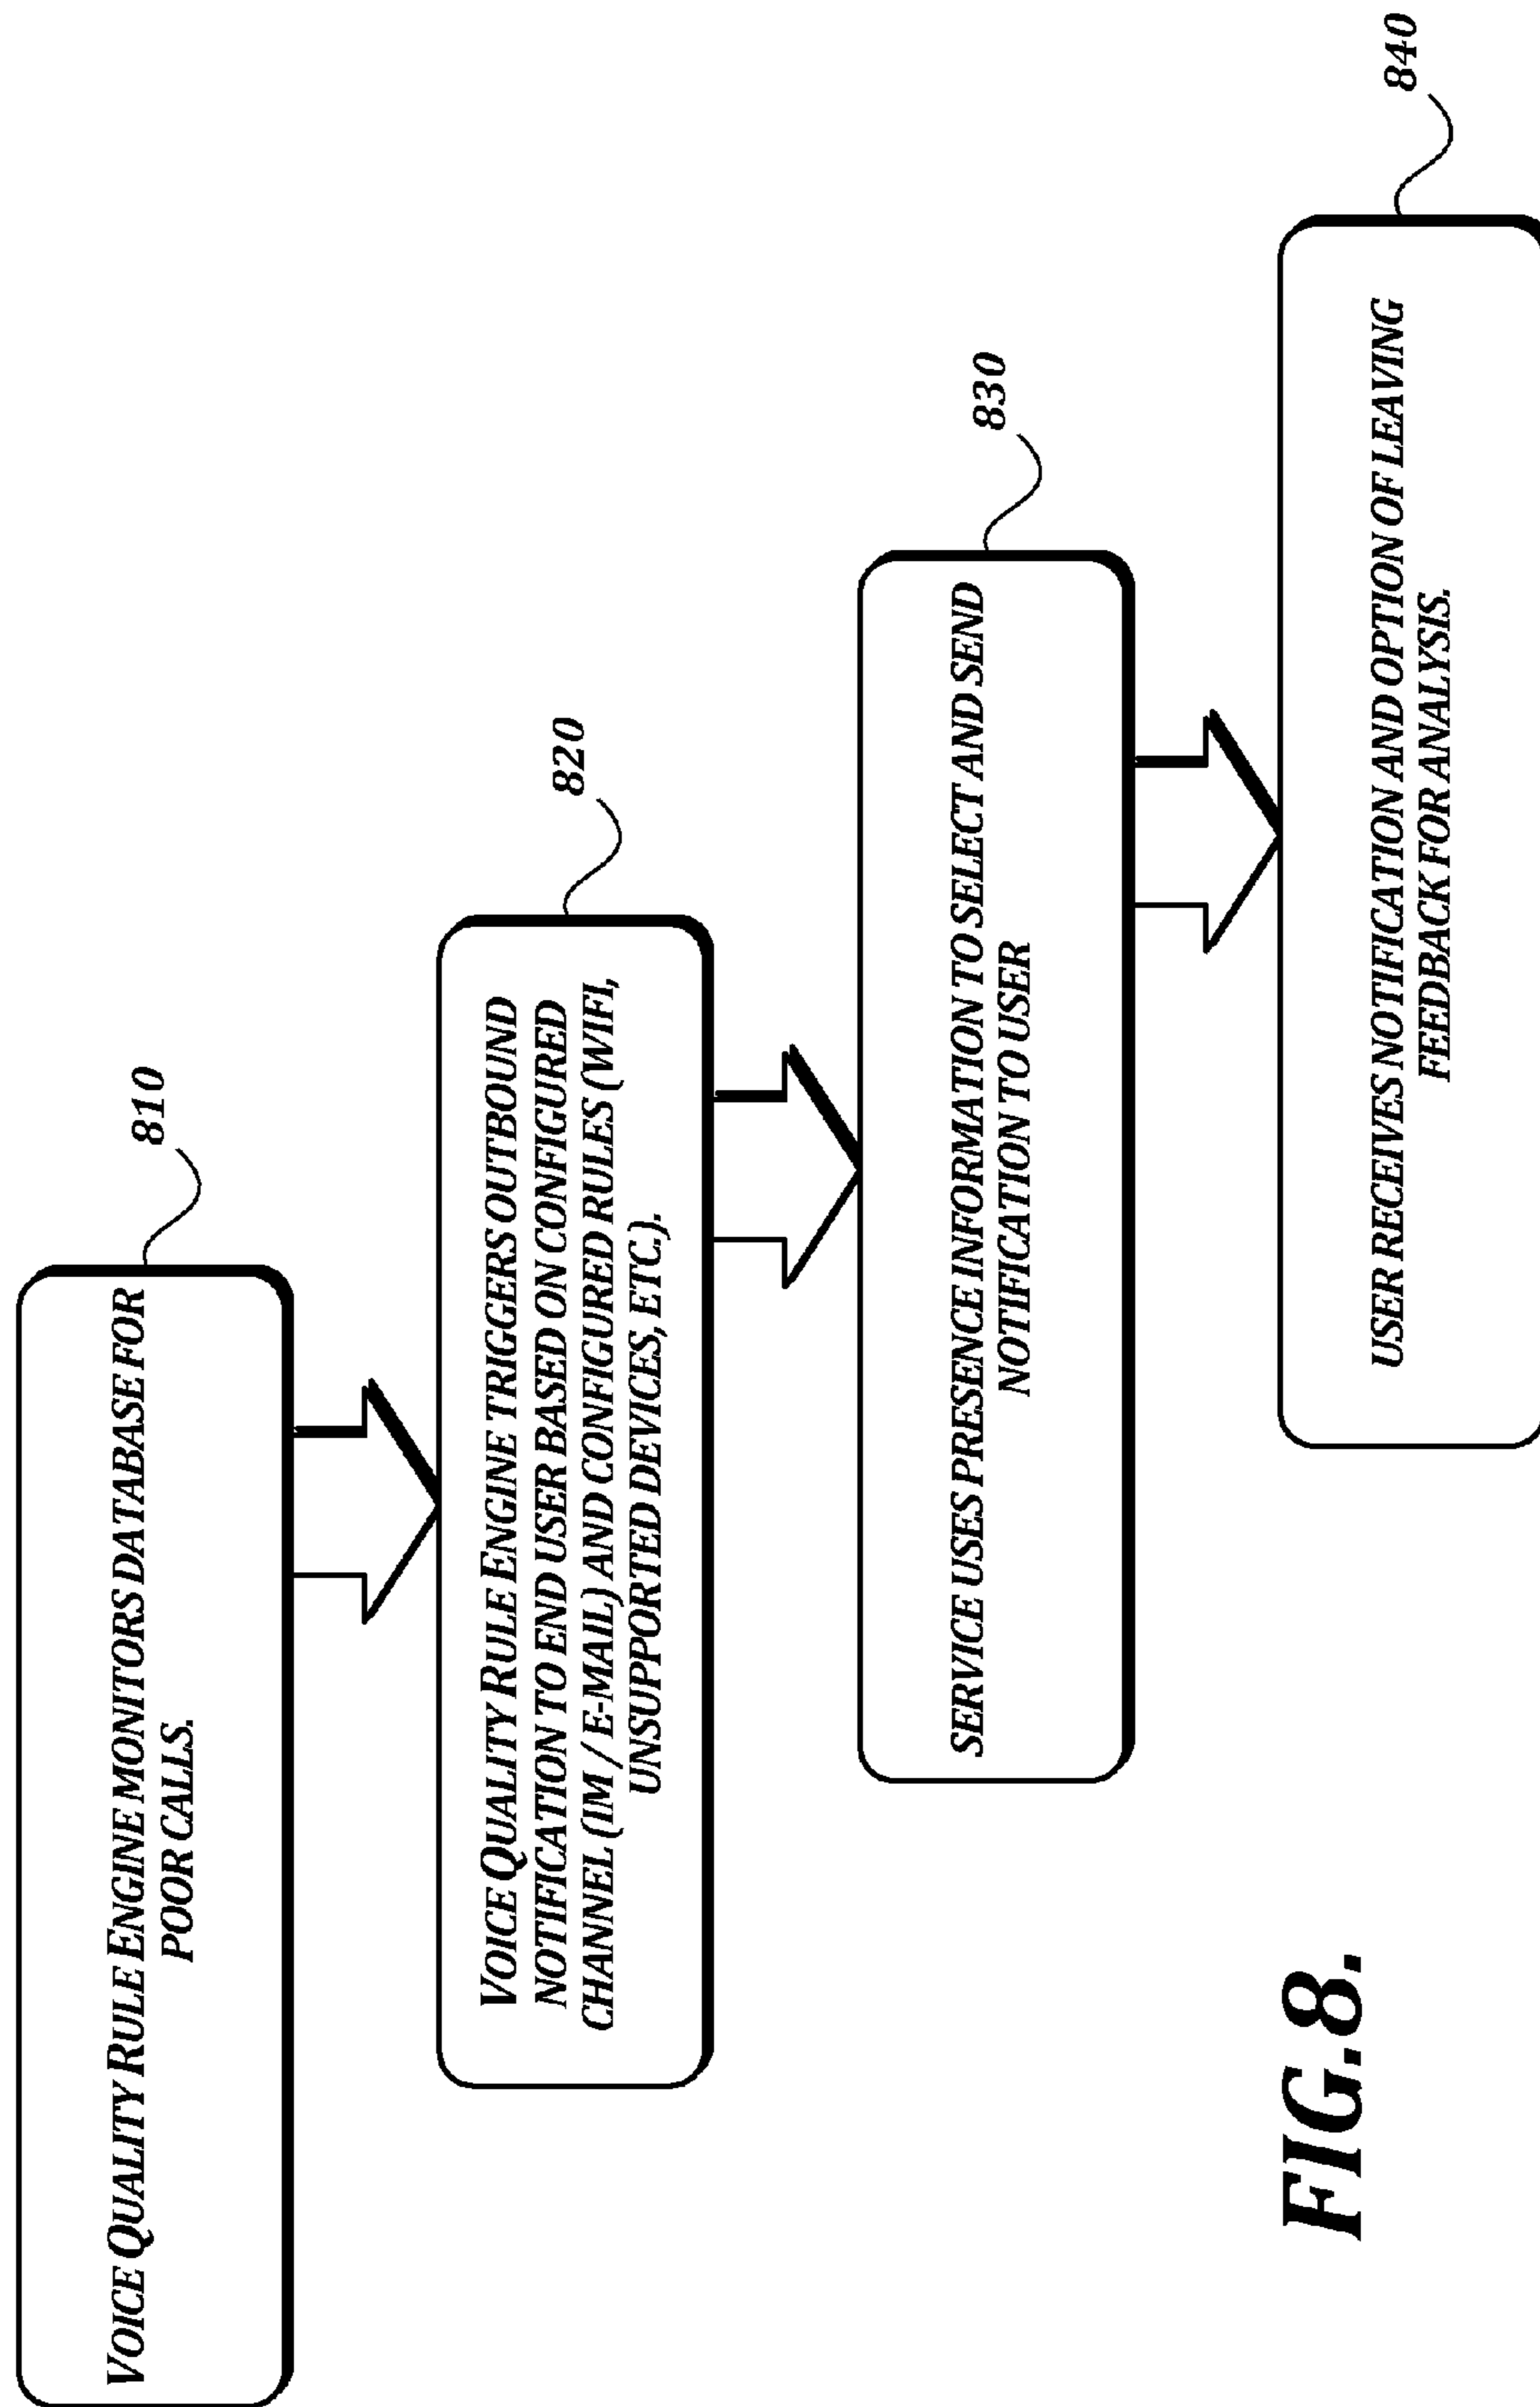 810
VOICE QUALITY RULE ENGINE MONITORS DATABASE FOR
POOR CALLS.
820
VOICE QUALITY RULE ENGINE TRIGGERS OUTBOUND
NOTIFICATION TO END USER BASED ON CONFIGURED
CHANNEL (IM / E-MAIL) AND CONFIGURED RULES (WIFI,
UNSUPPORTED DEVICES, ETC.).
830
SERVICE USES PRESENCE INFORMATION TO SELECT AND SEND
NOTIFICATION TO USER
840
USER RECEIVES NOTIFICATION AND OPTION OF LEAVING
FEEDBACK FOR ANALYSIS.
FIG.8.